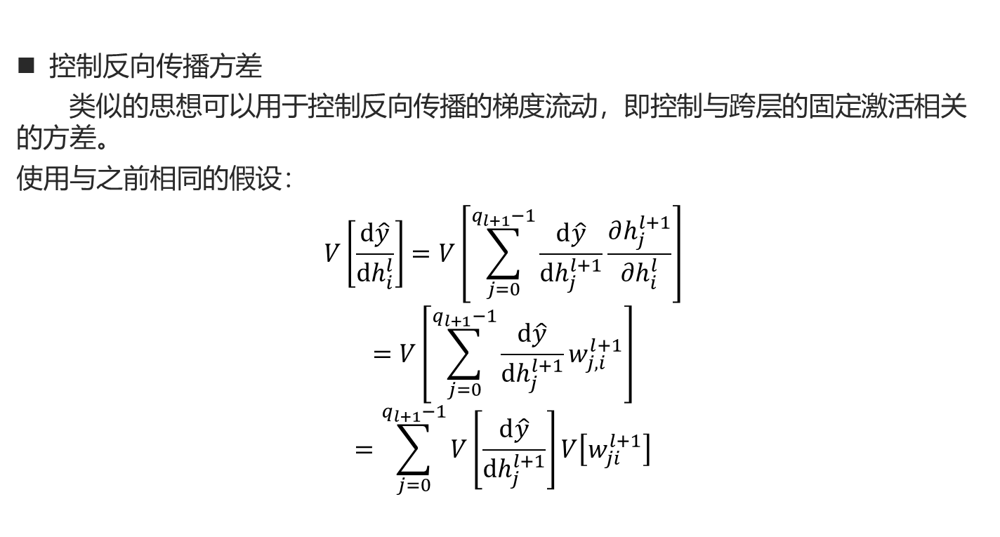 ■ 控制反向传播方差
类似的思想可以用于控制反向传播的梯度流动，即控制与跨层的固定激活相关
的方差。
使用与之前相同的假设：
$V\left[\frac{\mathrm{d}\hat{y}}{\mathrm{d}h_i^l}\right] = V\left[\sum_{j=0}^{q_{l+1}-1} \frac{\mathrm{d}\hat{y}}{\mathrm{d}h_j^{l+1}} \frac{\partial h_j^{l+1}}{\partial h_i^l}\right]$
$= V\left[\sum_{j=0}^{q_{l+1}-1} \frac{\mathrm{d}\hat{y}}{\mathrm{d}h_j^{l+1}} w_{j,i}^{l+1}\right]$
$= \sum_{j=0}^{q_{l+1}-1} V\left[\frac{\mathrm{d}\hat{y}}{\mathrm{d}h_j^{l+1}}\right] V\left[w_{ji}^{l+1}\right]$